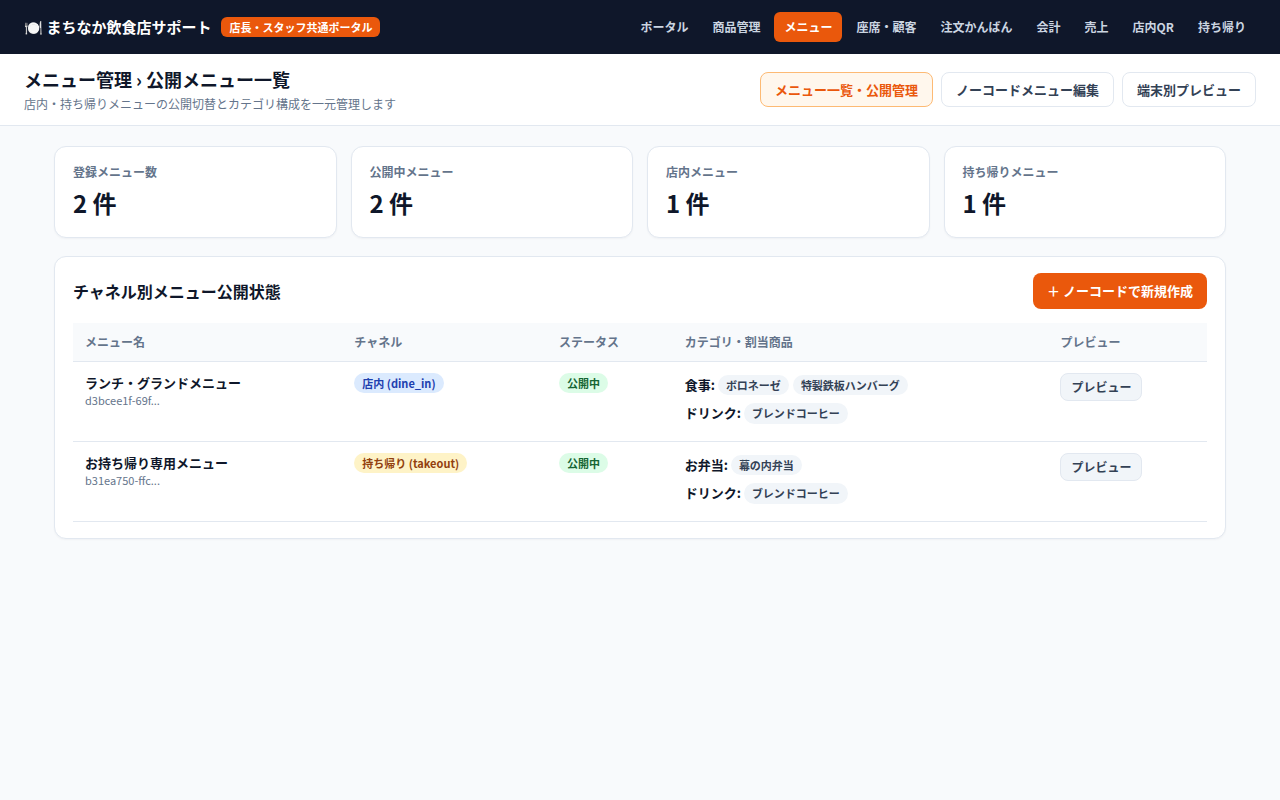 🍽️ まちなか飲食店サポート 店長・スタッフ共通ポータル ポータル 商品管理 メニュー 座席・顧客 注文かんばん 会計 売上 店内QR 持ち帰り
メニュー管理 › 公開メニュー一覧
店内・持ち帰りメニューの公開切替とカテゴリ構成を一元管理します
メニュー一覧・公開管理 ノーコードメニュー編集 端末別プレビュー
登録メニュー数 公開中メニュー 店内メニュー 持ち帰りメニュー
2 件 2 件 1 件 1 件
チャネル別メニュー公開状態 ＋ ノーコードで新規作成
メニュー名 チャネル ステータス カテゴリ・割当商品 プレビュー
ランチ・グランドメニュー 店内 (dine_in) 公開中 食事: ボロネーゼ 特製鉄板ハンバーグ プレビュー
d3bcee1f-69f...
ドリンク: ブレンドコーヒー
お持ち帰り専用メニュー 持ち帰り (takeout) 公開中 お弁当: 幕の内弁当 プレビュー
b31ea750-ffc...
ドリンク: ブレンドコーヒー